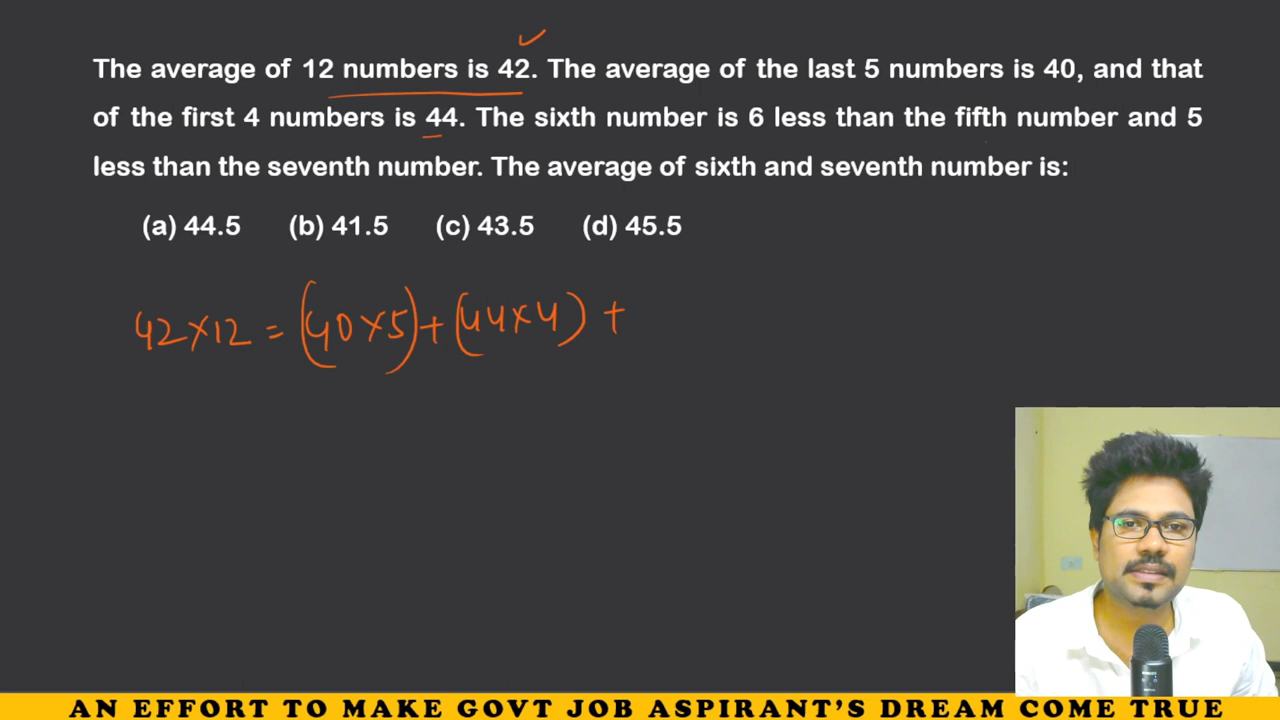 The average of 12 numbers is 42. The average of the last 5 numbers is 40, and that
of the first 4 numbers is 44. The sixth number is 6 less than the fifth number and 5
less than the seventh number. The average of sixth and seventh number is:
(a) 44.5 (b) 41.5 (c) 43.5 (d) 45.5
42×12 = (40×5)+(44×4) +
AN EFFORT TO MAKE GOVT JOB ASPIRANT'S DREAM COME TRUE